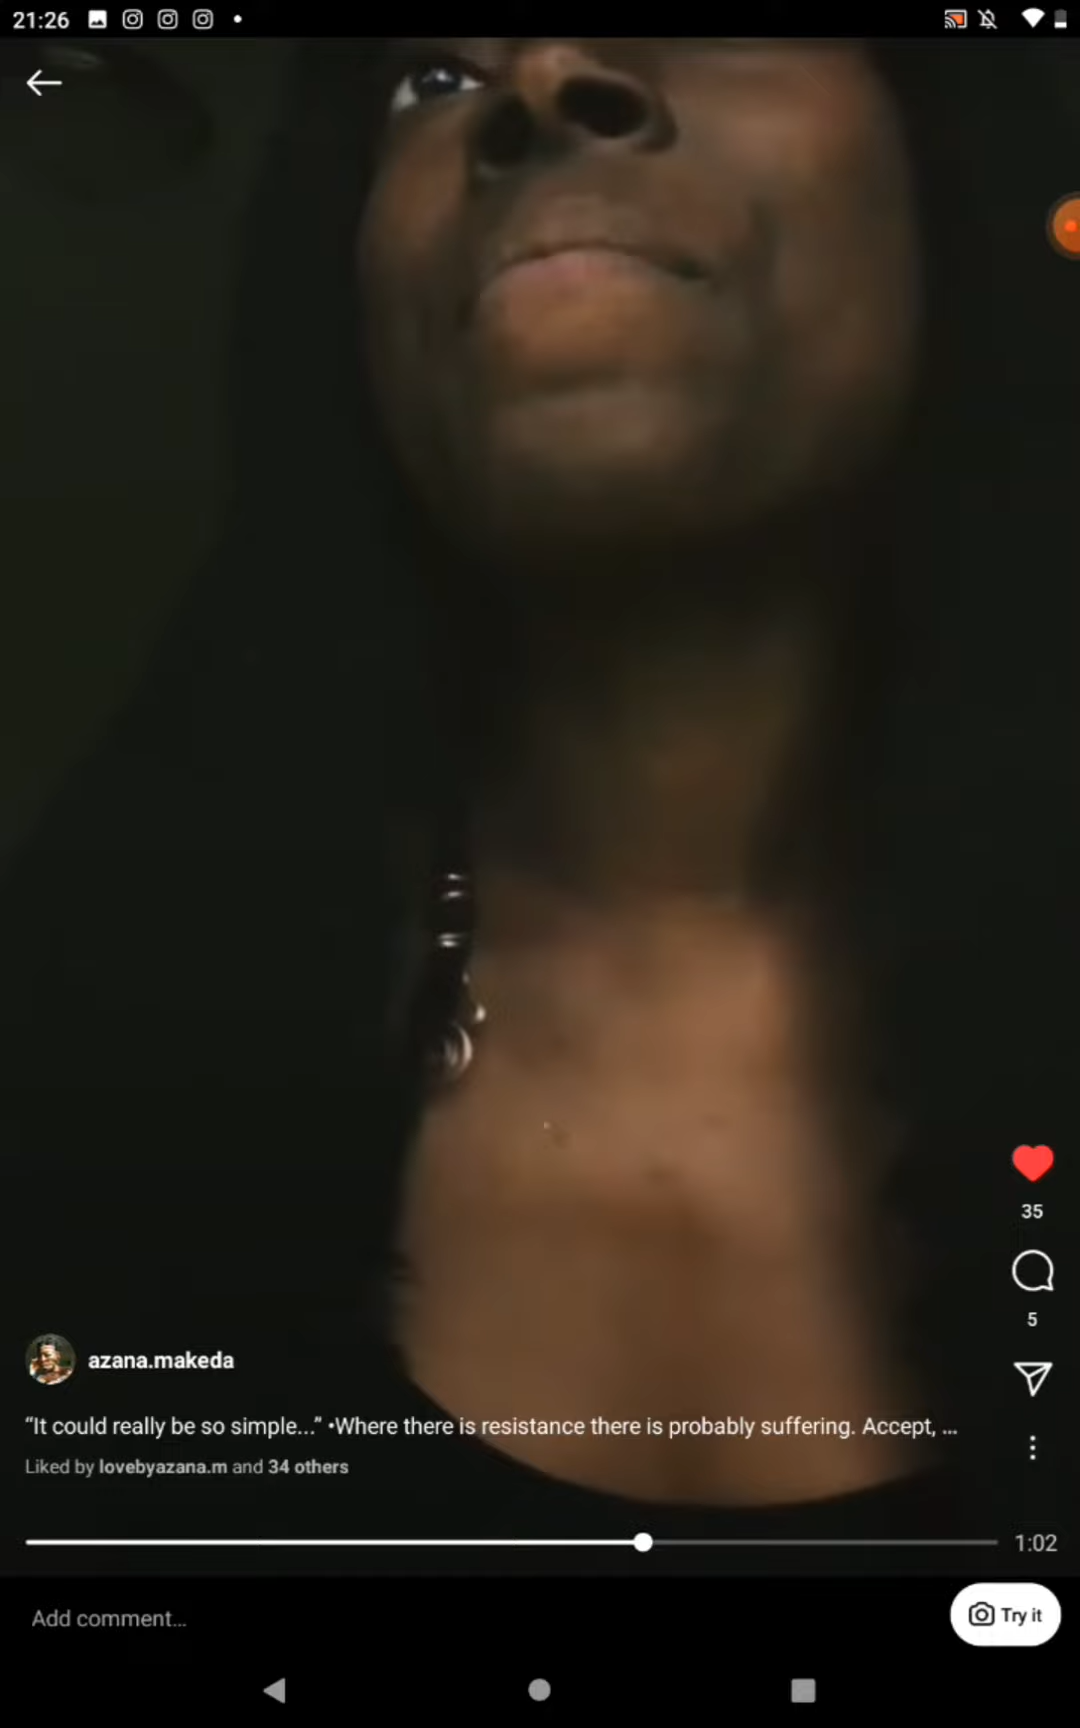 21:26
azana.makeda
“It could really be so simple...” •Where there is resistance there is probably suffering. Accept, ...
Liked by lovebyazana.m and 34 others
35
5
1:02
Add comment...
Try it